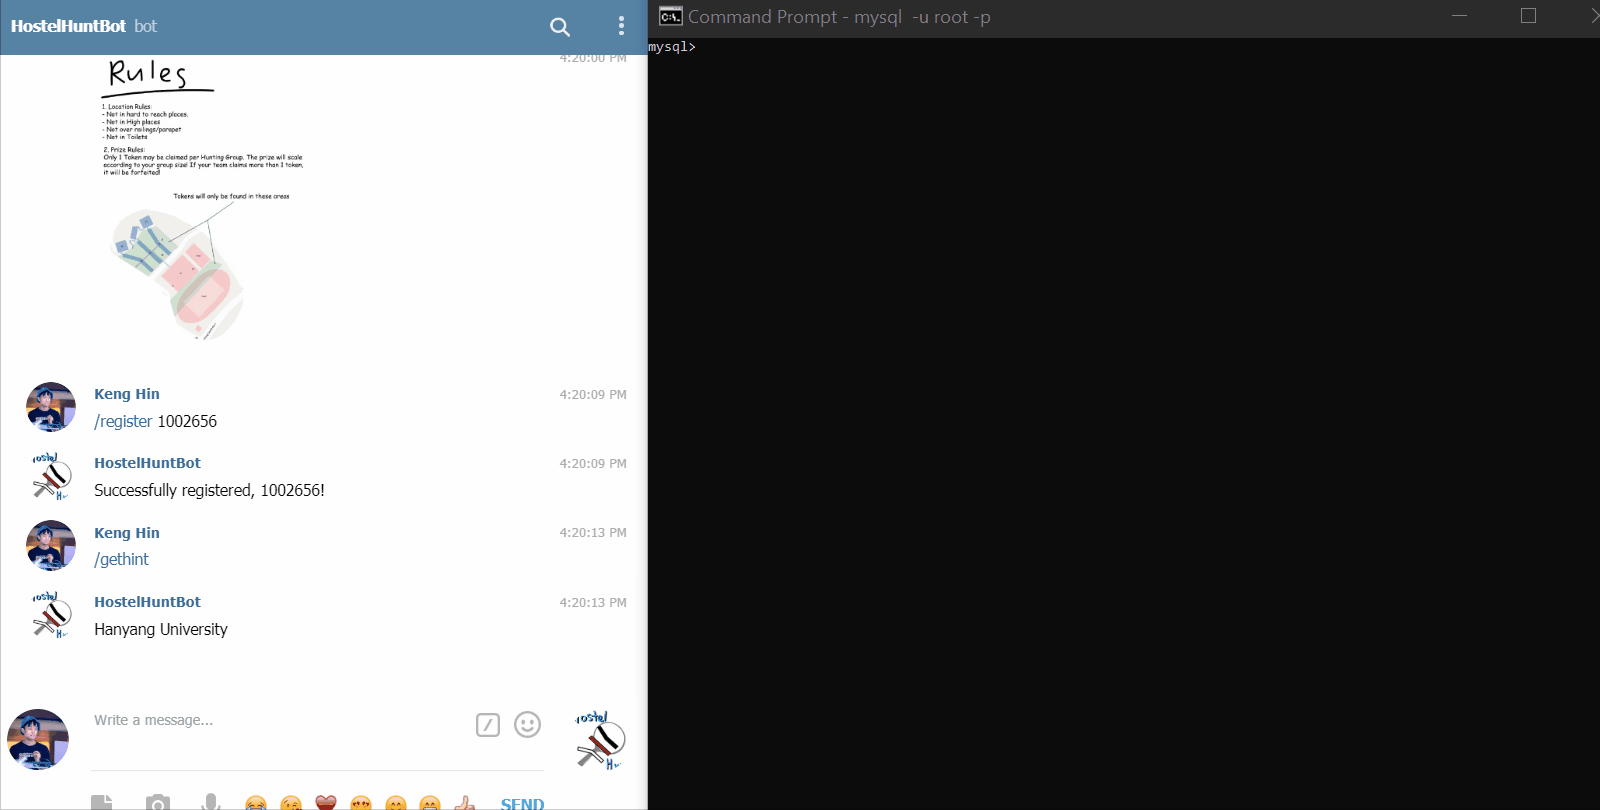 HostelHuntBot bot
4:20:00 PM
Rules
1. Location Rules:
- Not in hard to reach places.
- Not in High places
- Not over railings/parapet
- Not in Toilets
2. Prize Rules:
Only 1 Token may be claimed per Hunting Group. The prize will scale
according to your group size! If your team claims more than 1 token,
it will be forfeited!
Tokens will only be found in these areas
Keng Hin 4:20:09 PM
/register 1002656
HostelHuntBot 4:20:09 PM
Successfully registered, 1002656!
Keng Hin 4:20:13 PM
/gethint
HostelHuntBot 4:20:13 PM
Hanyang University
Write a message...
SEND
Command Prompt - mysql -u root -p
mysql>